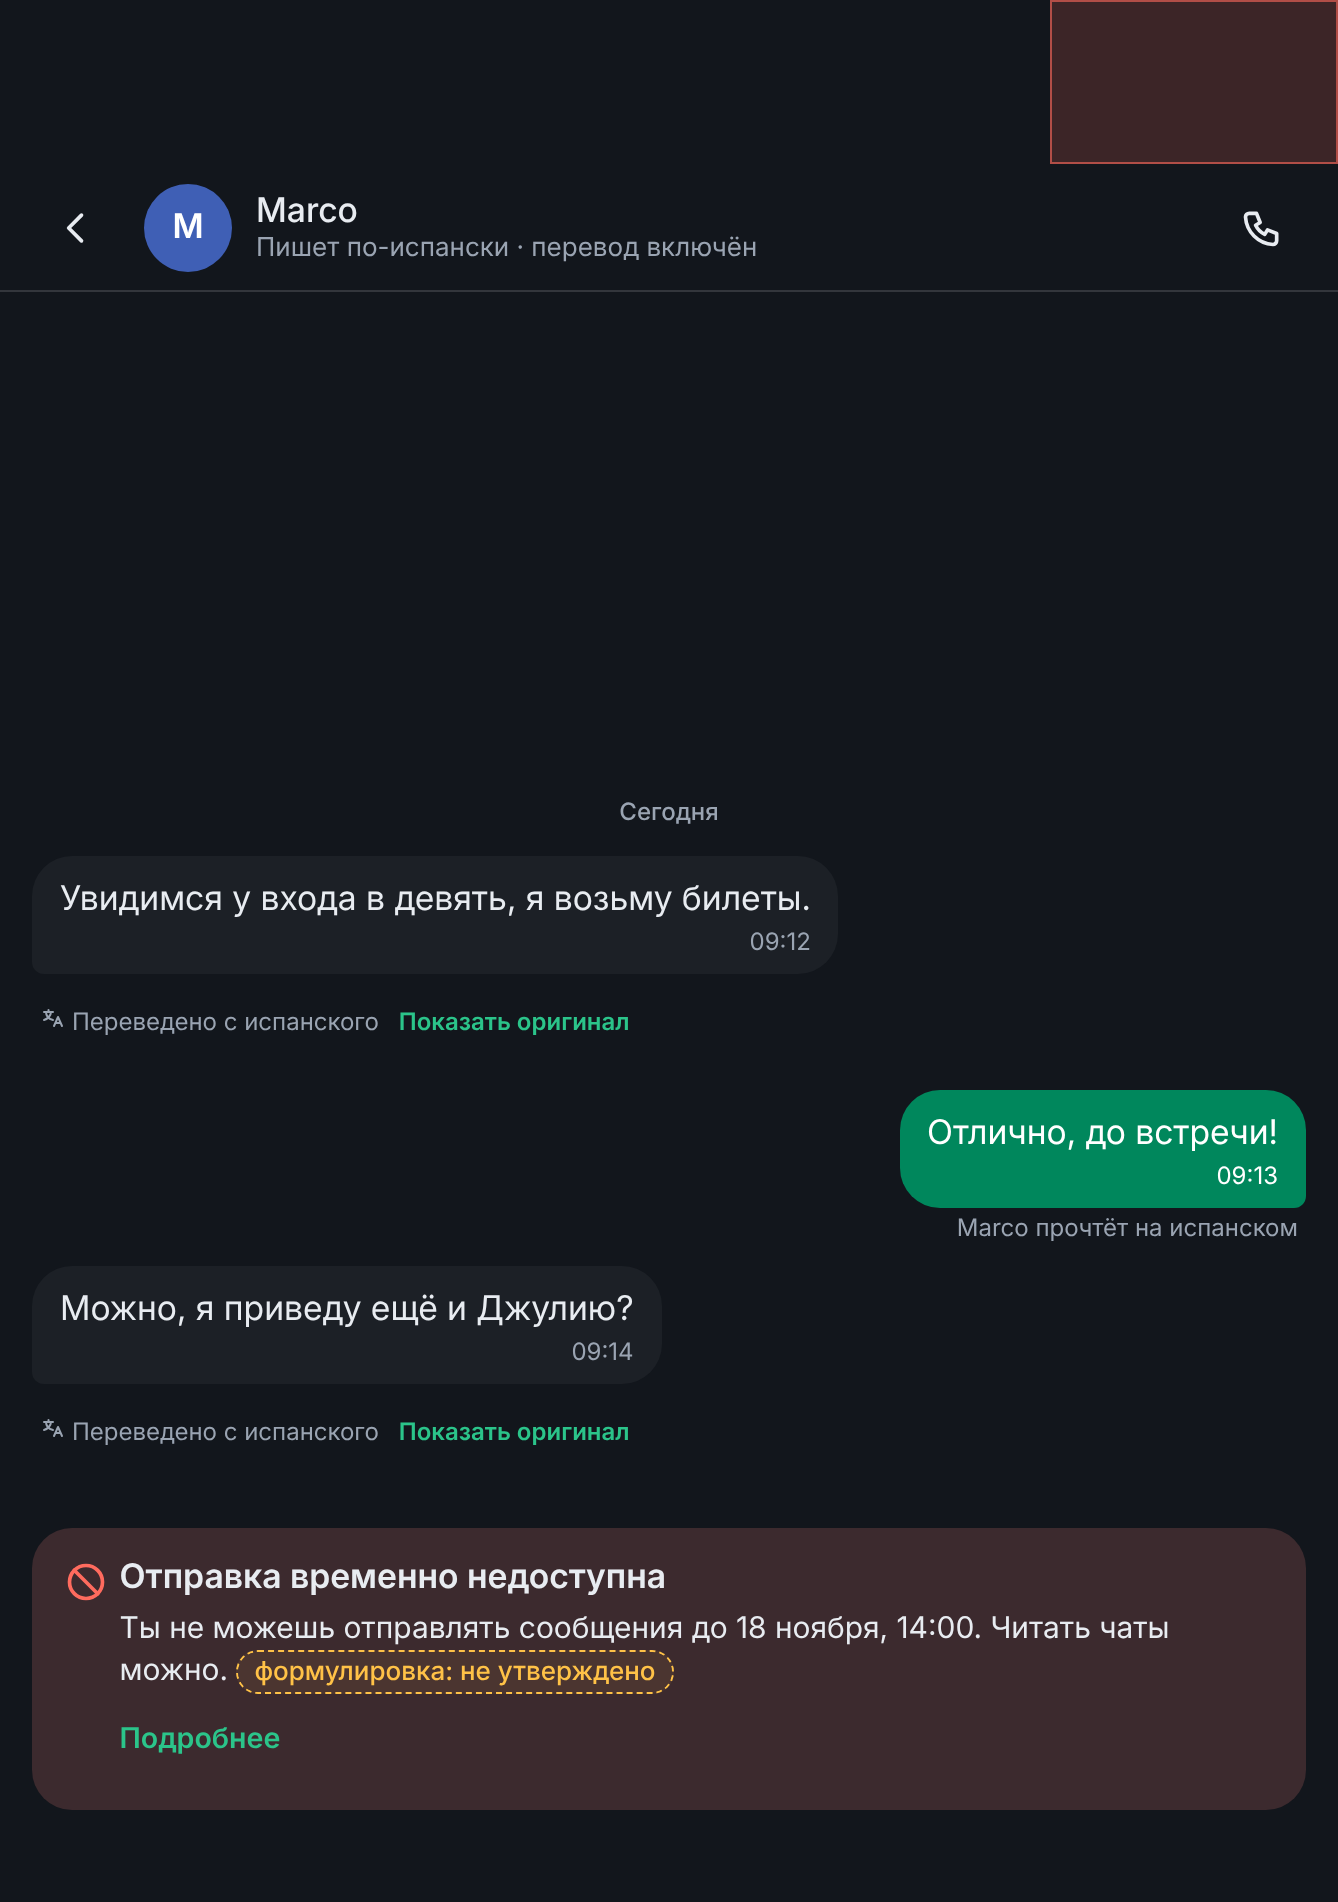 M
Marco
Пишет по-испански · перевод включён
Сегодня
Увидимся у входа в девять, я возьму билеты.
09:12
Переведено с испанского Показать оригинал
Отлично, до встречи!
09:13
Marco прочтёт на испанском
Можно, я приведу ещё и Джулию?
09:14
Переведено с испанского Показать оригинал
Отправка временно недоступна
Ты не можешь отправлять сообщения до 18 ноября, 14:00. Читать чаты
можно. формулировка: не утверждено
Подробнее